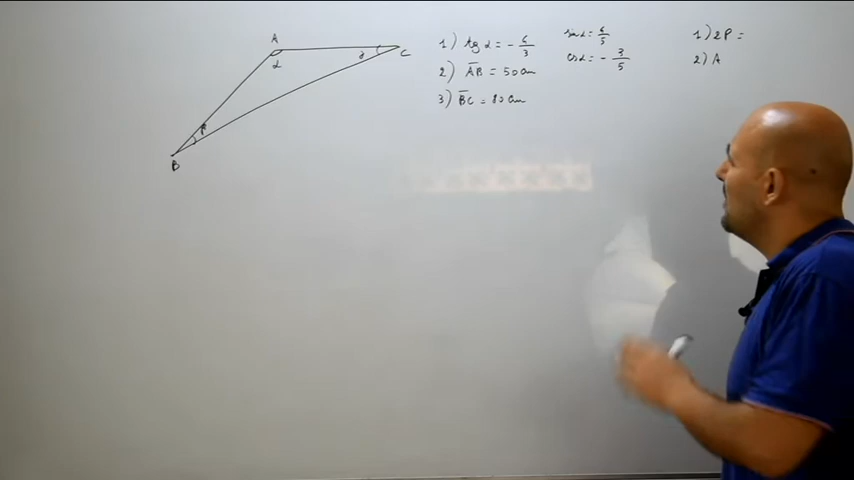 A
α
B
β
C
γ
1) tg α = - 4/3
2) AB = 50 cm
3) BC = 80 cm
sen α = 4/5
cos α = - 3/5
1) 2P =
2) A